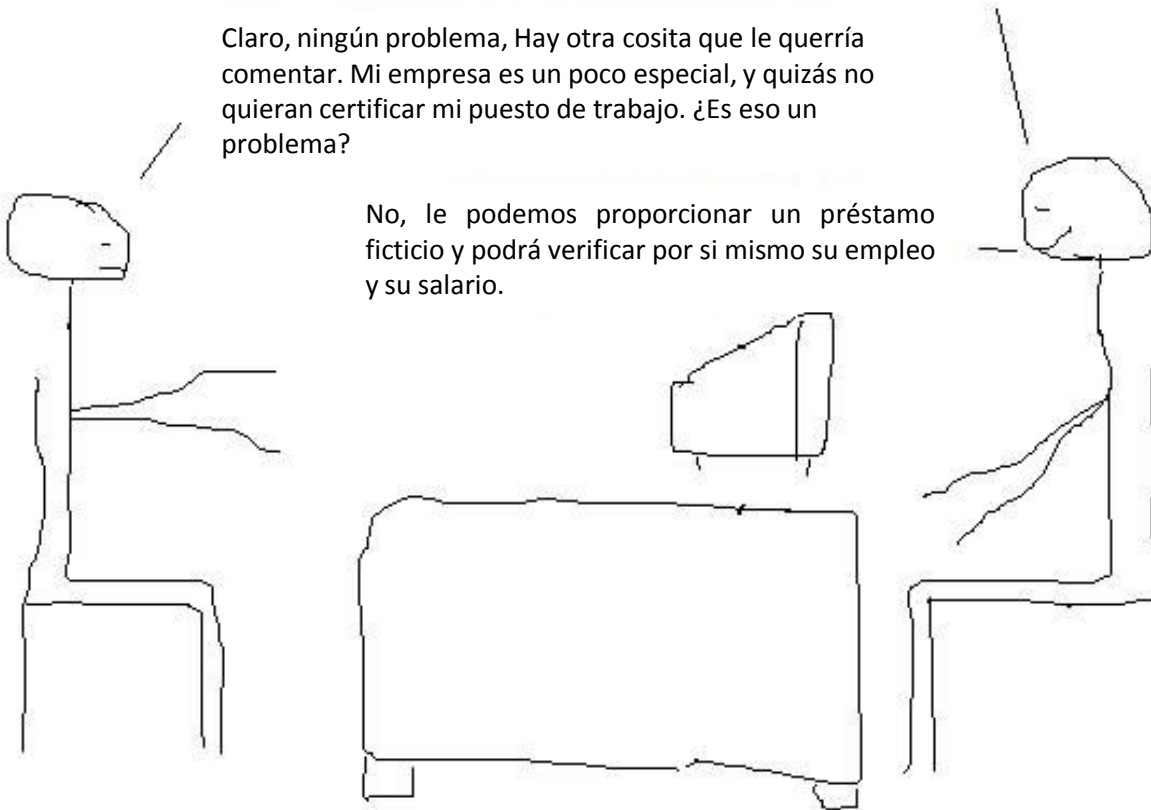 Claro, ningún problema, Hay otra cosita que le querría
comentar. Mi empresa es un poco especial, y quizás no
quieran certificar mi puesto de trabajo. ¿Es eso un
problema?
No, le podemos proporcionar un préstamo
ficticio y podrá verificar por si mismo su empleo
y su salario.